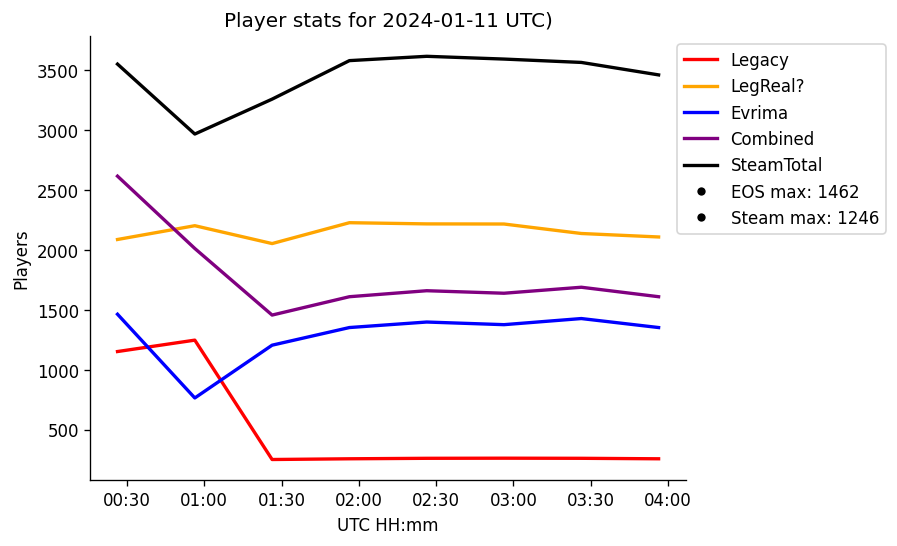 Player stats for 2024-01-11 UTC)
Players
3500
3000
2500
2000
1500
1000
500
00:30 01:00 01:30 02:00 02:30 03:00 03:30 04:00
UTC HH:mm
Legacy
LegReal?
Evrima
Combined
SteamTotal
EOS max: 1462
Steam max: 1246